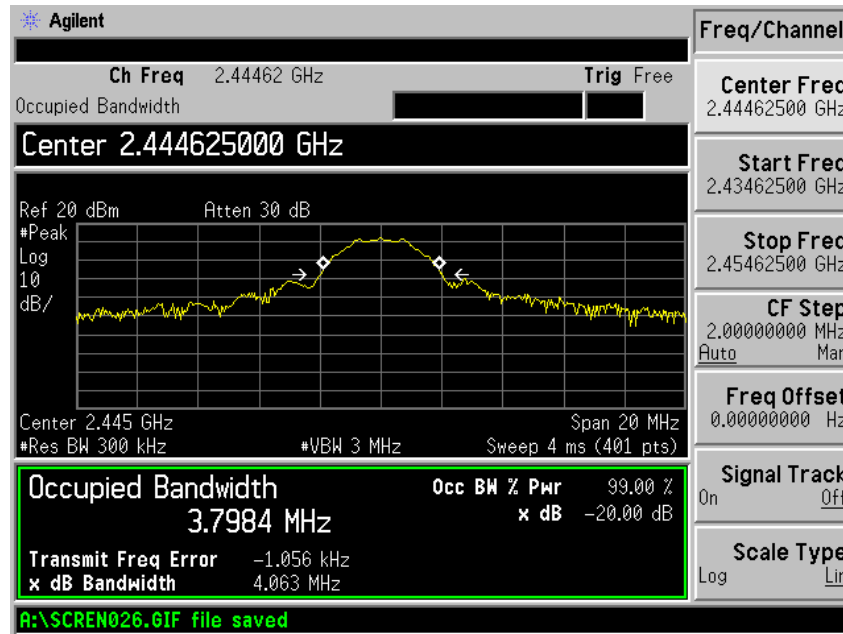 Agilent
Freq/Channel
Ch Freq 2.44462 GHz Trig Free
Occupied Bandwidth
Center 2.444625000 GHz
Ref 20 dBm Atten 30 dB
#Peak
Log
10
dB/
Center 2.445 GHz Span 20 MHz
#Res BW 300 kHz #VBW 3 MHz Sweep 4 ms (401 pts)
Occupied Bandwidth
3.7984 MHz
Occ BW % Pwr 99.00 %
x dB -20.00 dB
Transmit Freq Error -1.056 kHz
x dB Bandwidth 4.063 MHz
A:\SCREN026.GIF file saved
Center Freq
2.44462500 GHz
Start Freq
2.43462500 GHz
Stop Freq
2.45462500 GHz
CF Step
2.00000000 MHz
Auto Man
Freq Offset
0.00000000 Hz
Signal Track
On Off
Scale Type
Log Lin